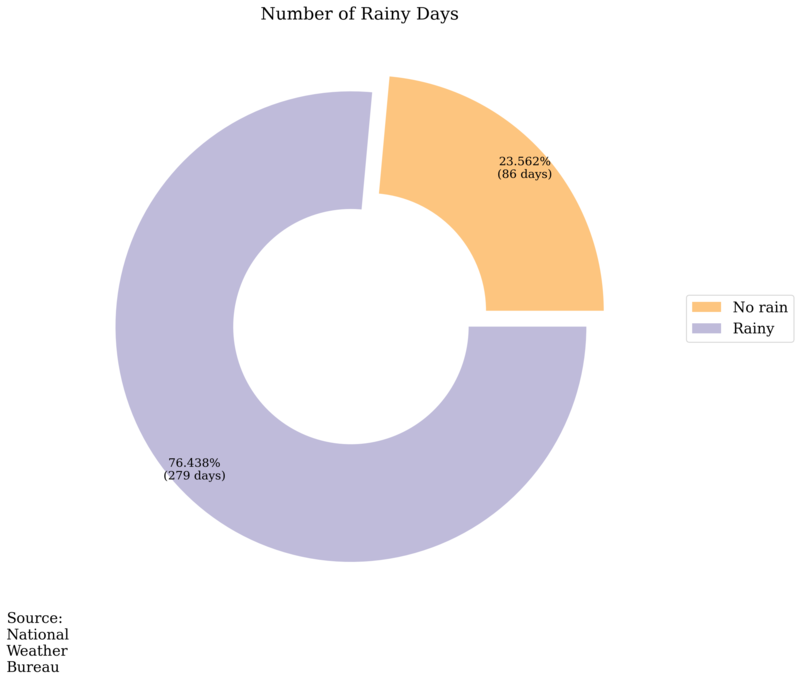 Number of Rainy Days
23.562%
(86 days)
No rain
Rainy
76.438%
(279 days)
Source:
National
Weather
Bureau